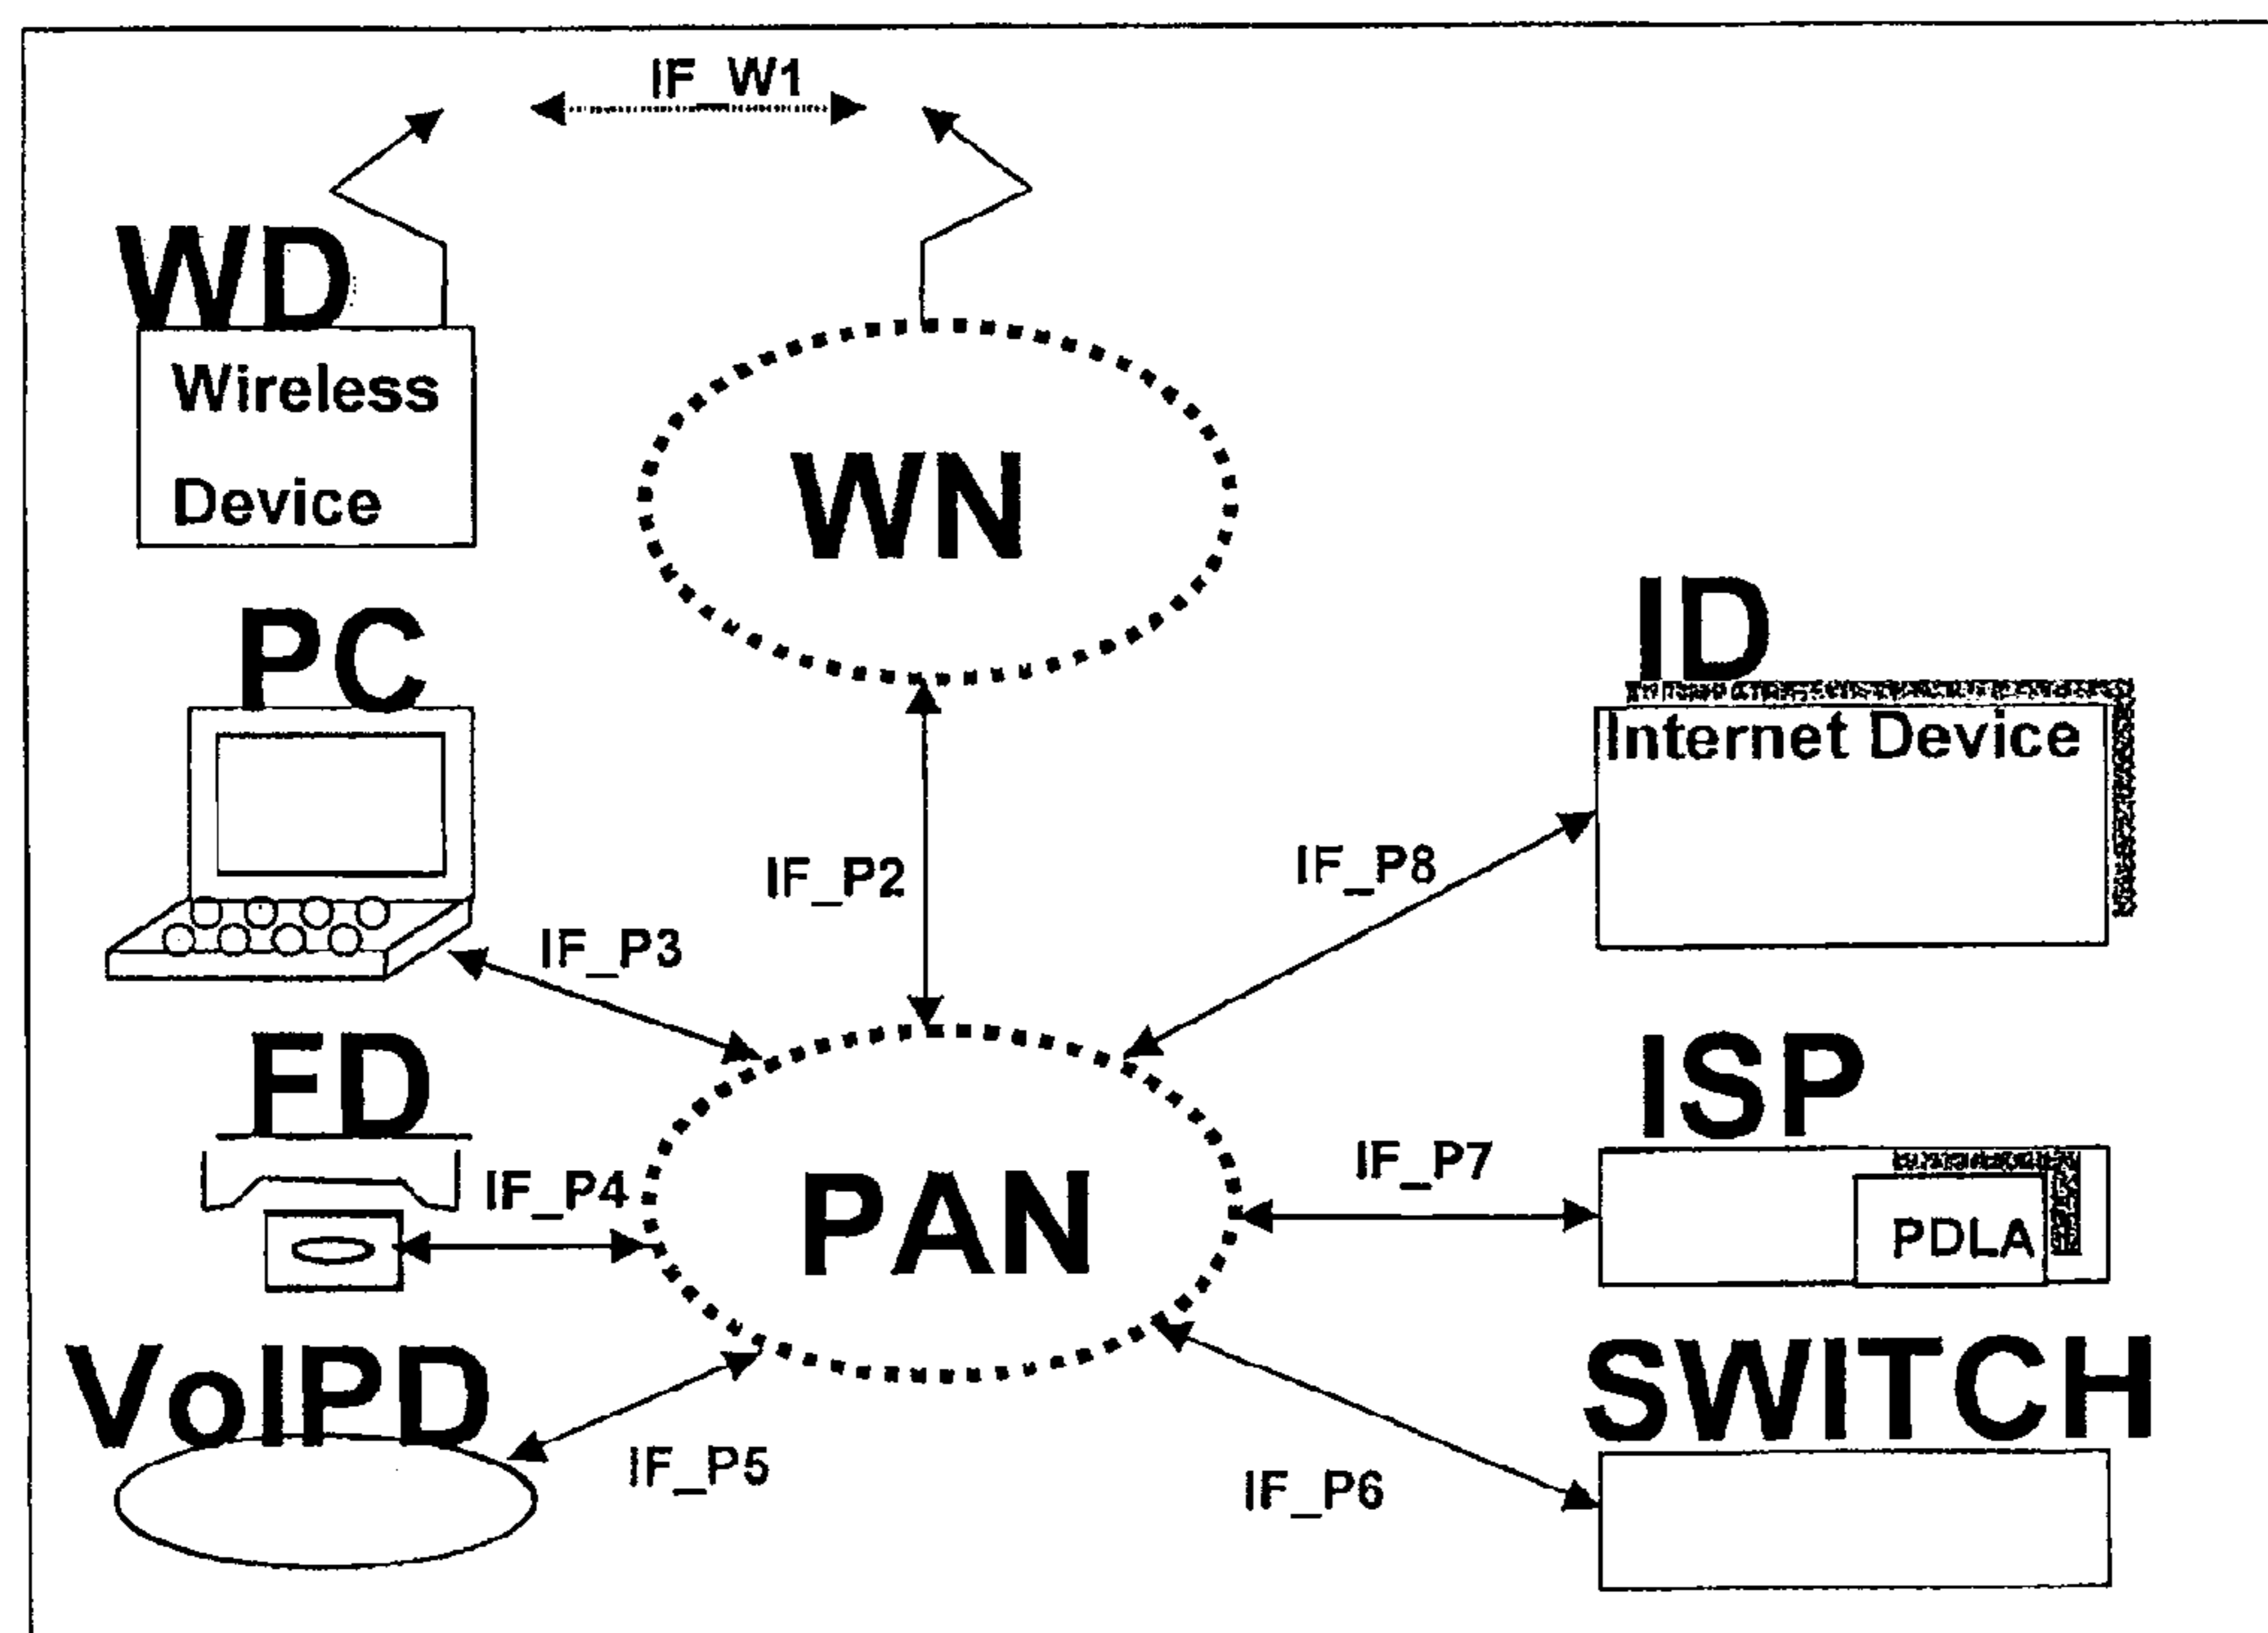 IF_W1
WD
Wireless
Device
WN
PC
ID
Internet Device
IF_P2
IF_P8
IF_P3
FD
ISP
IF_P4
IF_P7
PAN
PDLA
VoIPD
SWITCH
IF_P5
IF_P6